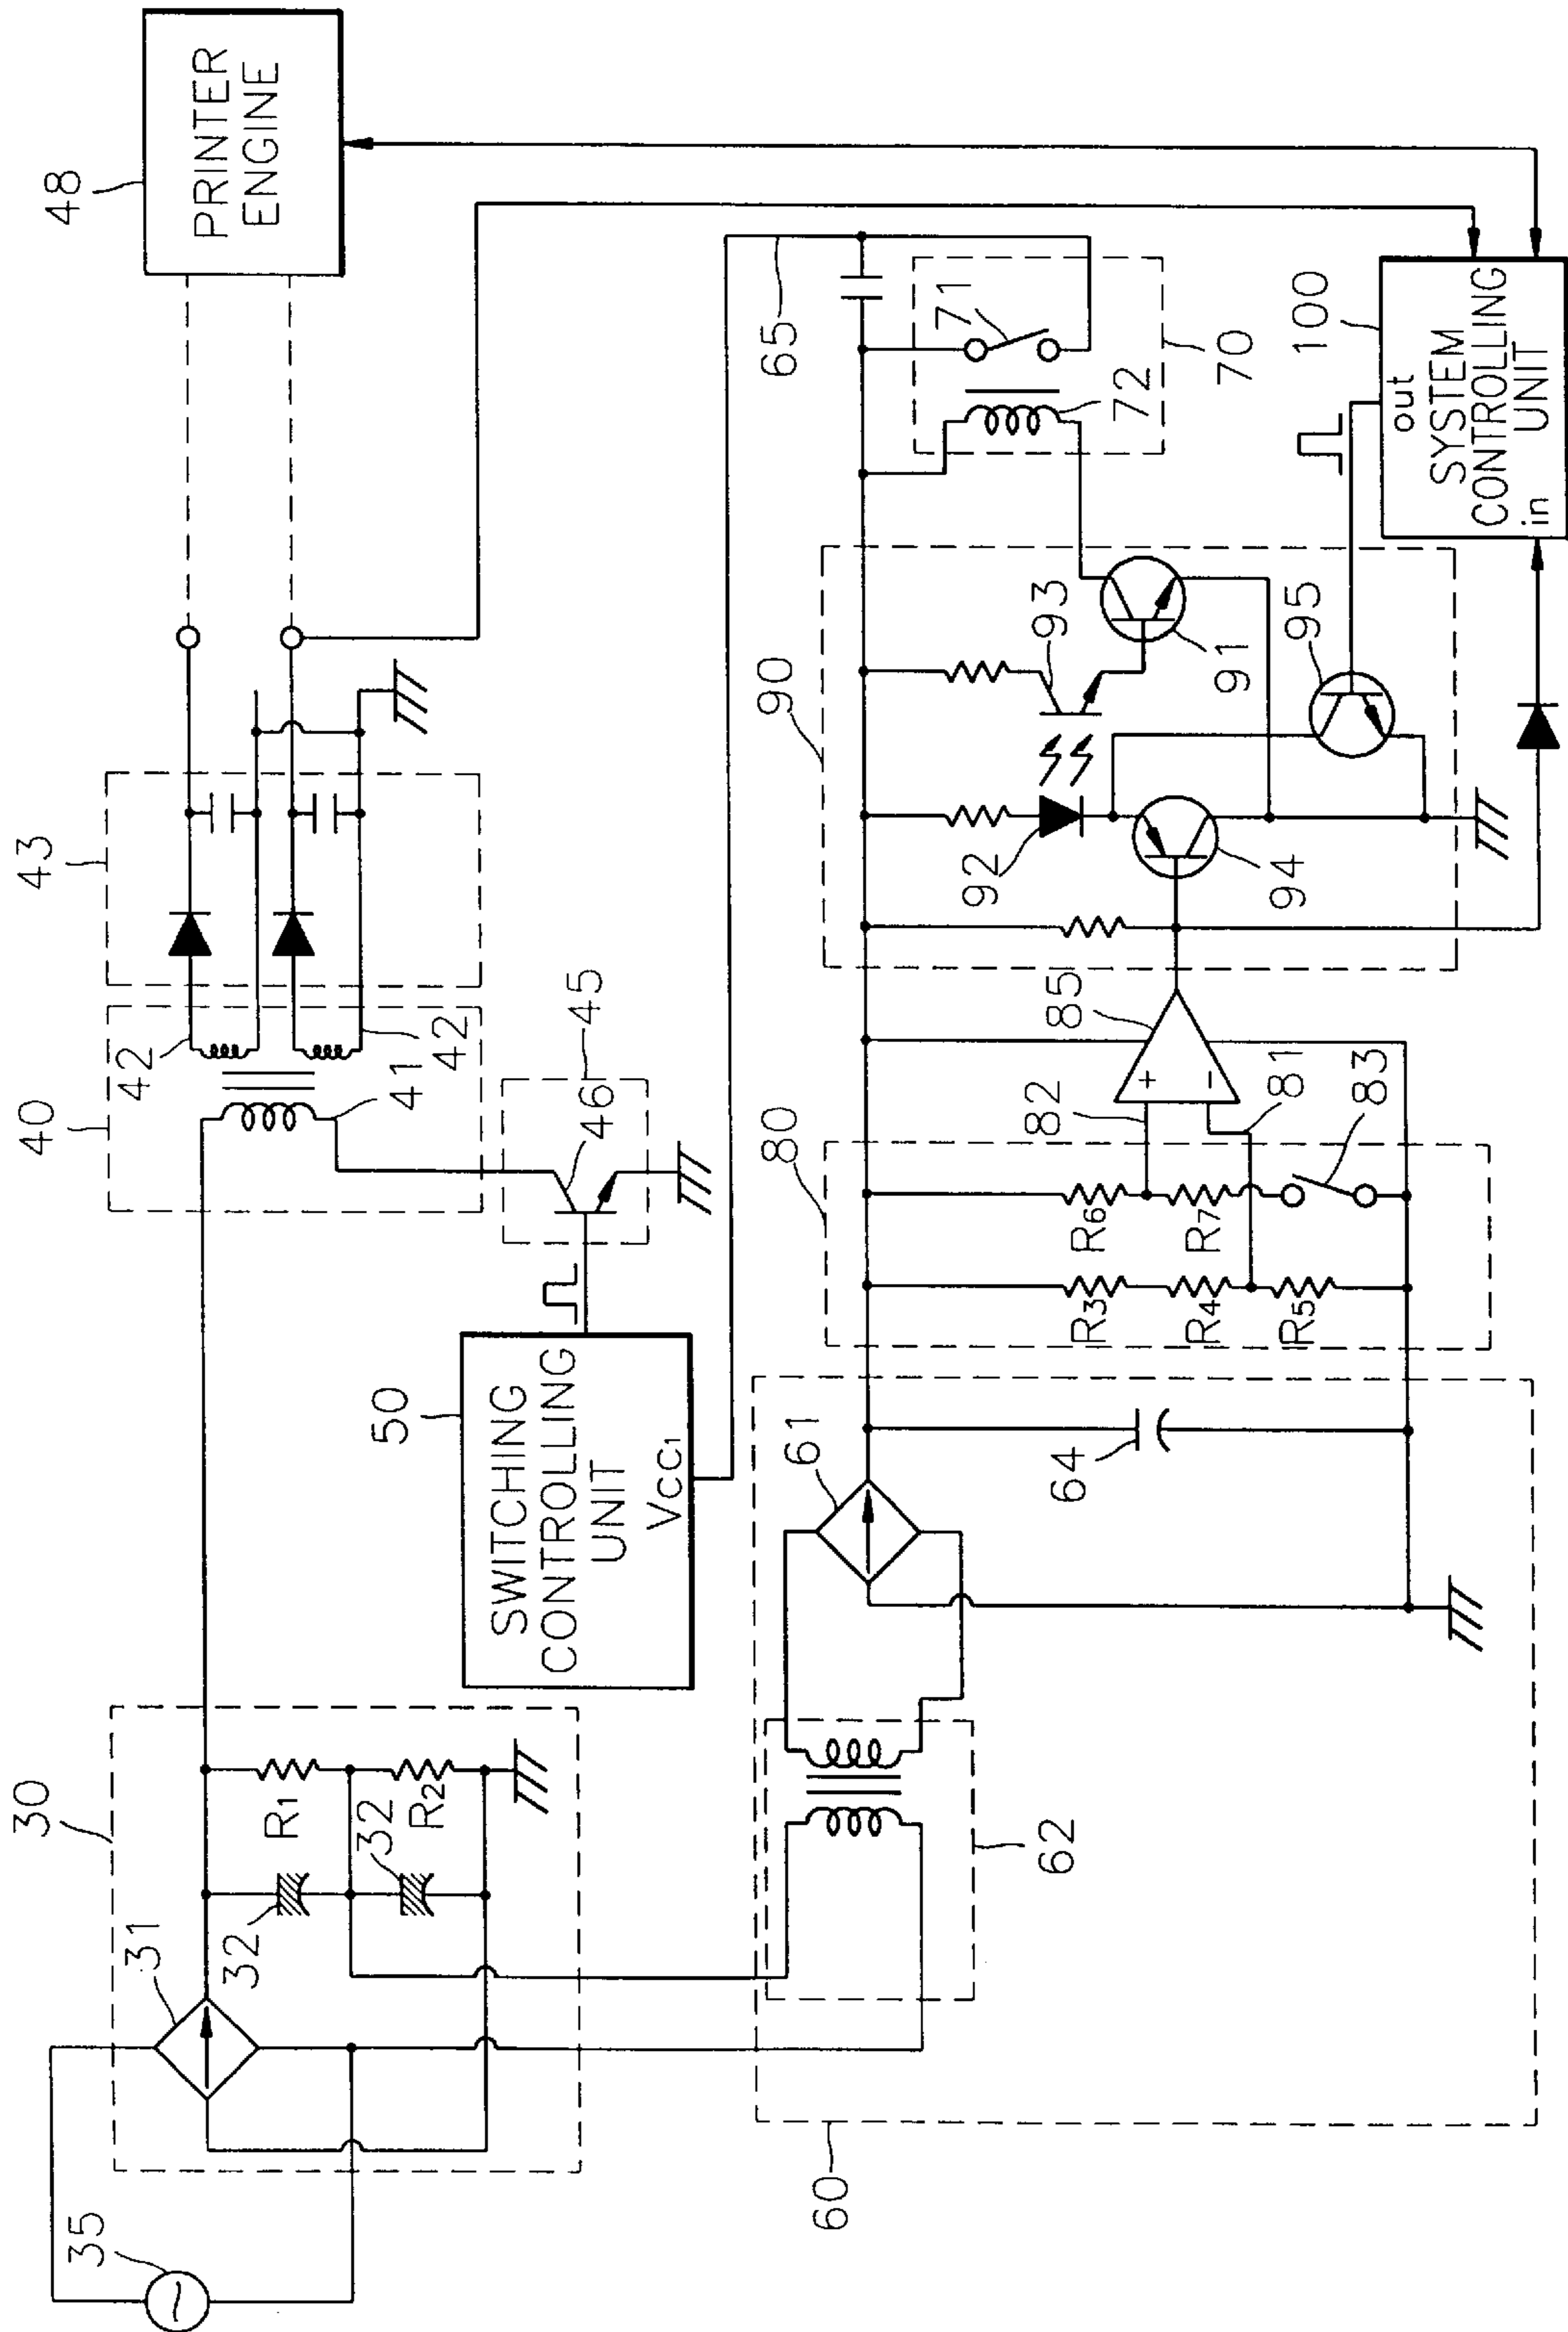 48
PRINTER
ENGINE
43
40
42
42
41
45
46
50
SWITCHING
CONTROLLING
UNIT
Vcc1
30
31
32
R1
32
R2
35
65
71
72
70
100
out
SYSTEM
CONTROLLING
UNIT
in
90
93
91
92
94
95
80
82
85
+
-
81
83
R6
R7
R3
R4
R5
61
64
62
60